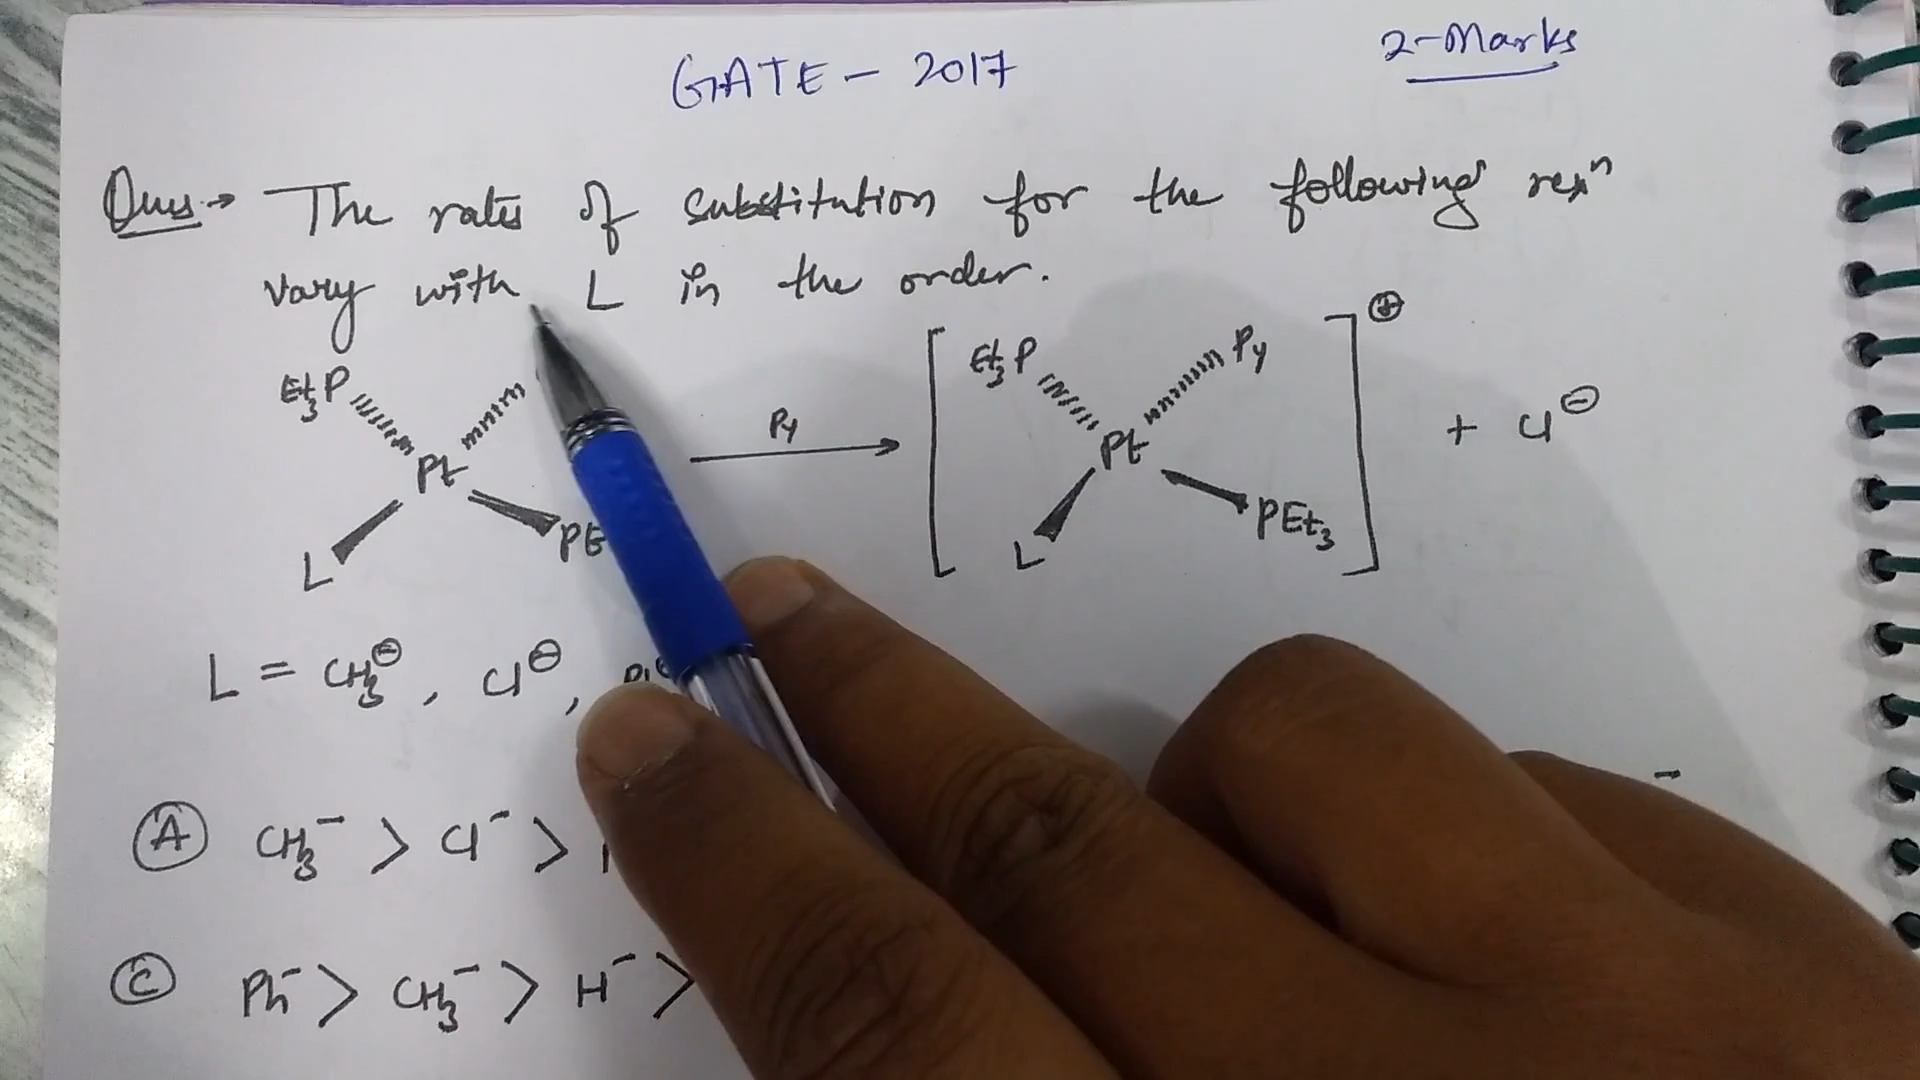 GATE - 2017
2-Marks
Ques → The rates of substitution for the following rexⁿ
vary with L in the order.
Et₃P
Pt
L
Py
[Et₃P Py
Pt
L PEt₃]⊕ + Cl⊖
L = CH₃⊖, Cl⊖,
(A) CH₃⁻ > Cl⁻ >
(C) Ph⁻ > CH₃⁻ > H⁻ >